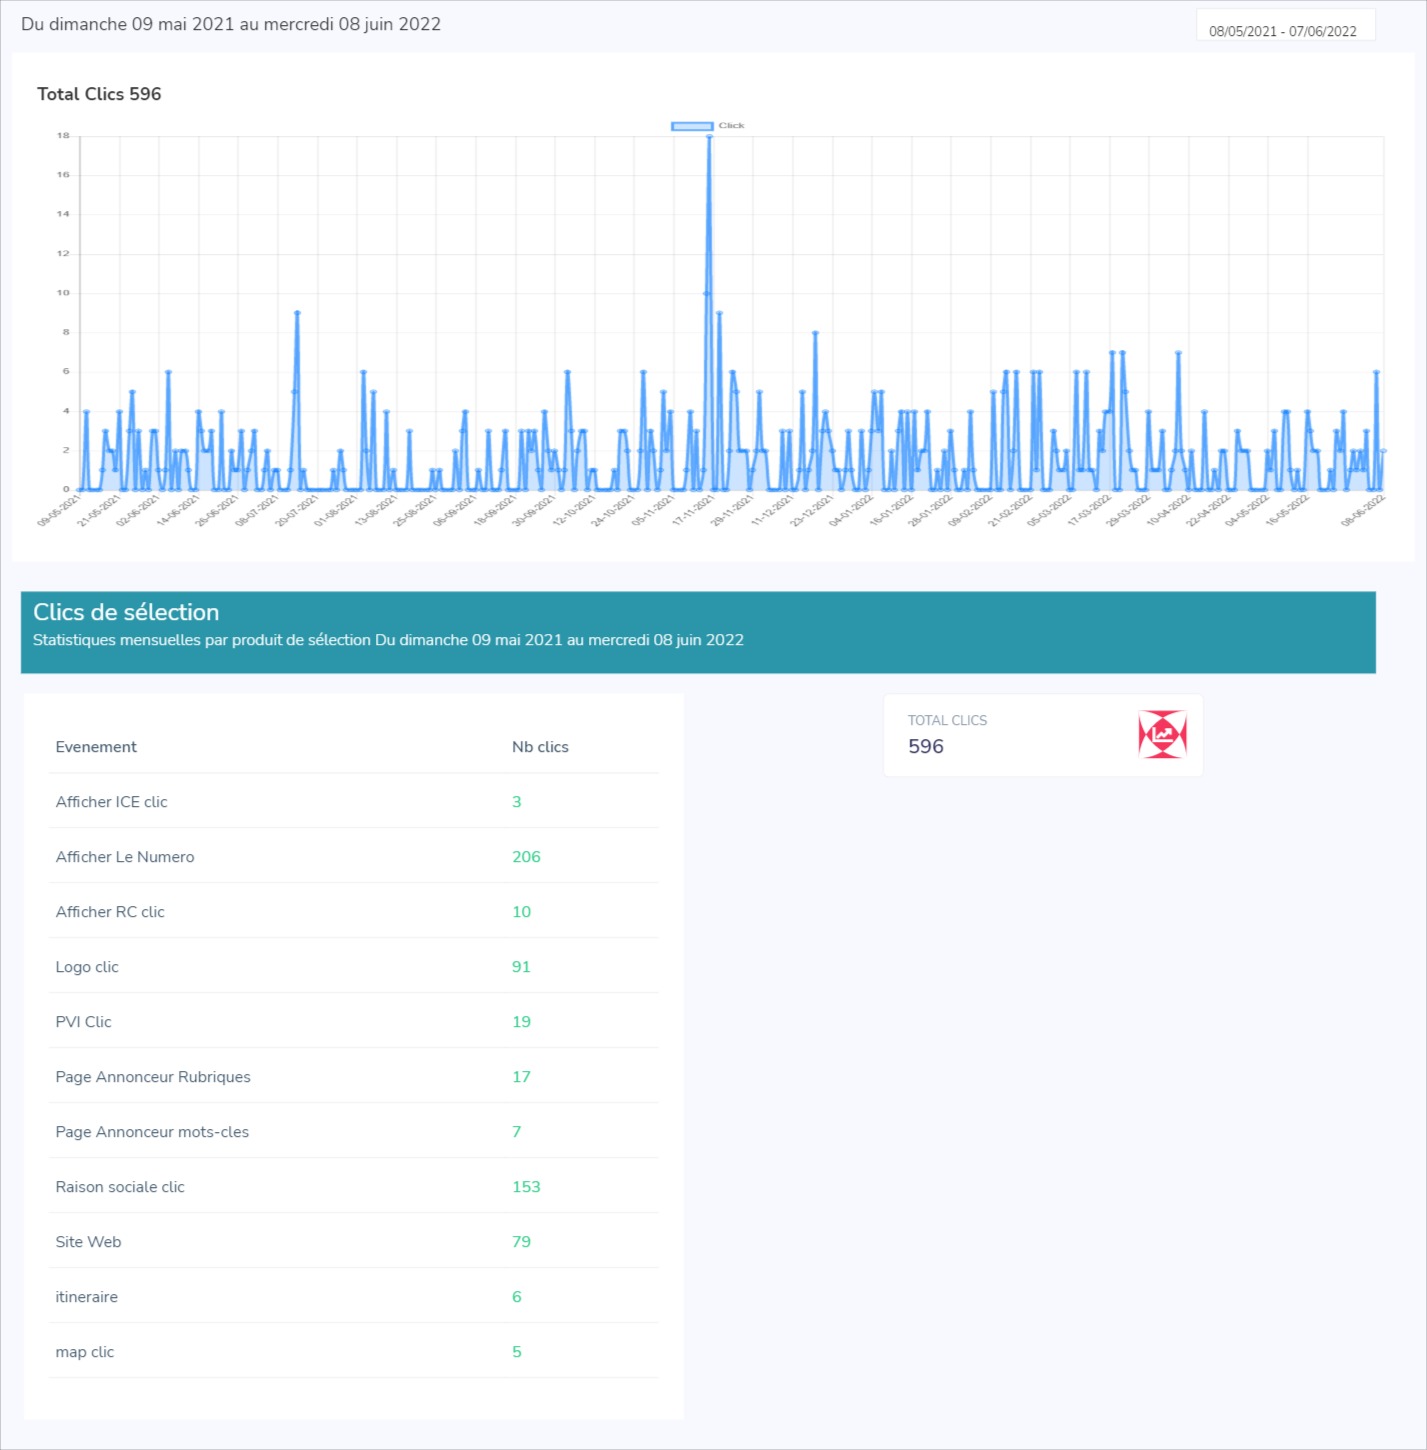 Du dimanche 09 mai 2021 au mercredi 08 juin 2022
08/05/2021 - 07/06/2022
Total Clics 596
Click
18
16
14
12
10
8
6
4
2
0
09-05-2021
21-05-2021
02-06-2021
14-06-2021
26-06-2021
08-07-2021
20-07-2021
01-08-2021
13-08-2021
25-08-2021
06-09-2021
18-09-2021
30-09-2021
12-10-2021
24-10-2021
05-11-2021
17-11-2021
29-11-2021
11-12-2021
23-12-2021
04-01-2022
16-01-2022
28-01-2022
09-02-2022
21-02-2022
05-03-2022
17-03-2022
29-03-2022
10-04-2022
22-04-2022
04-05-2022
16-05-2022
08-06-2022
Clics de sélection
Statistiques mensuelles par produit de sélection Du dimanche 09 mai 2021 au mercredi 08 juin 2022
Evenement Nb clics
Afficher ICE clic 3
Afficher Le Numero 206
Afficher RC clic 10
Logo clic 91
PVI Clic 19
Page Annonceur Rubriques 17
Page Annonceur mots-cles 7
Raison sociale clic 153
Site Web 79
itineraire 6
map clic 5
TOTAL CLICS
596